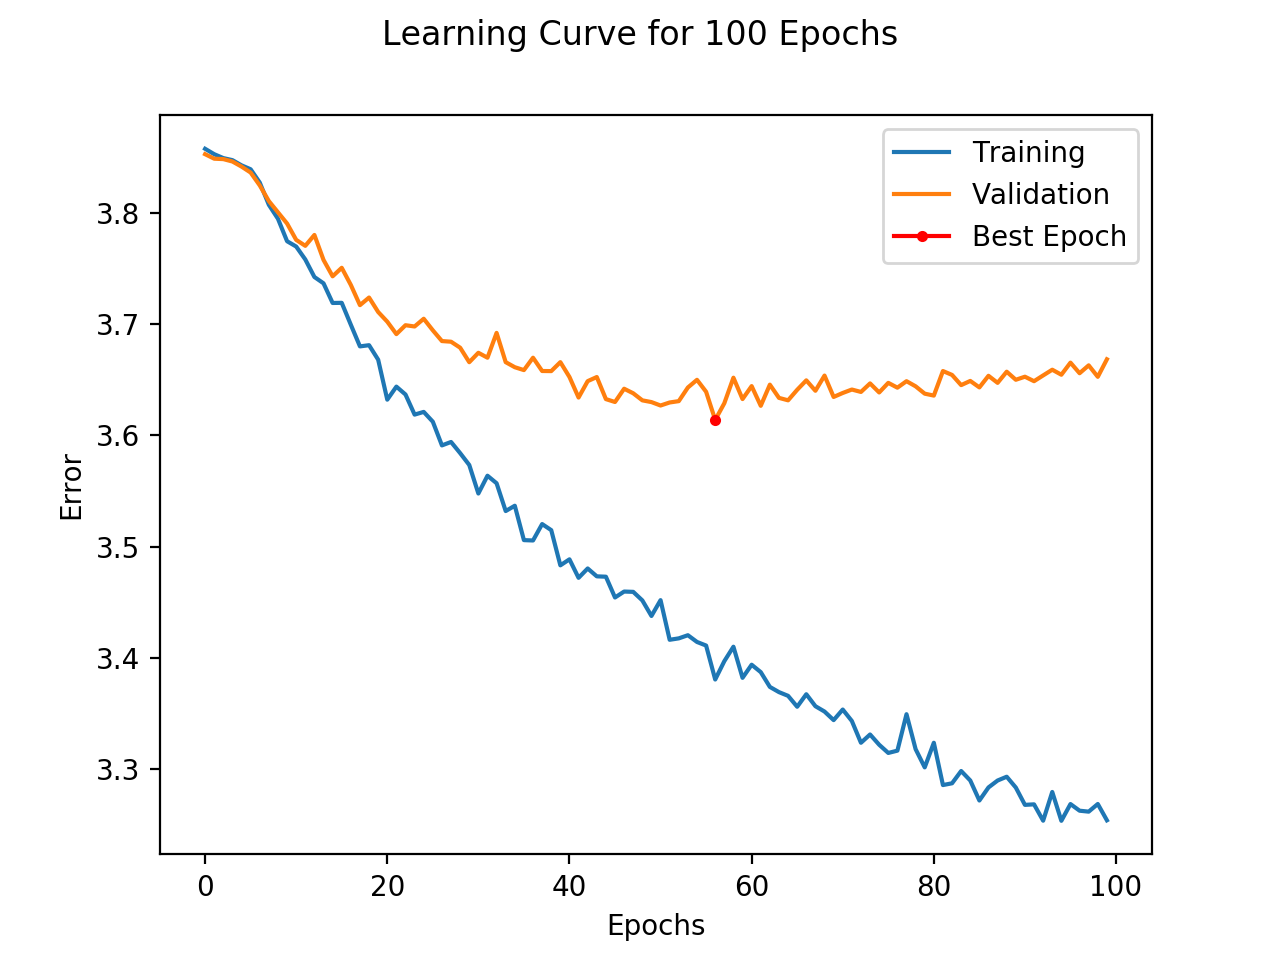 Learning Curve for 100 Epochs
Training
Validation
Best Epoch
3.8
3.7
3.6
3.5
3.4
3.3
Error
0 20 40 60 80 100
Epochs